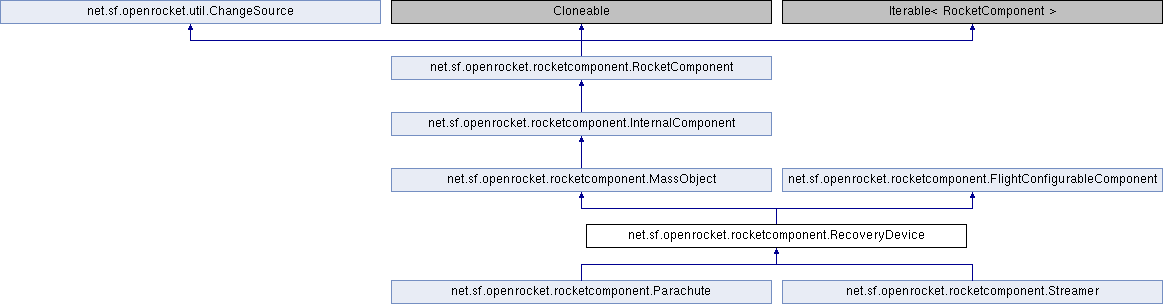 net.sf.openrocket.util.ChangeSource
Cloneable
Iterable< RocketComponent >
net.sf.openrocket.rocketcomponent.RocketComponent
net.sf.openrocket.rocketcomponent.InternalComponent
net.sf.openrocket.rocketcomponent.MassObject
net.sf.openrocket.rocketcomponent.FlightConfigurableComponent
net.sf.openrocket.rocketcomponent.RecoveryDevice
net.sf.openrocket.rocketcomponent.Parachute
net.sf.openrocket.rocketcomponent.Streamer